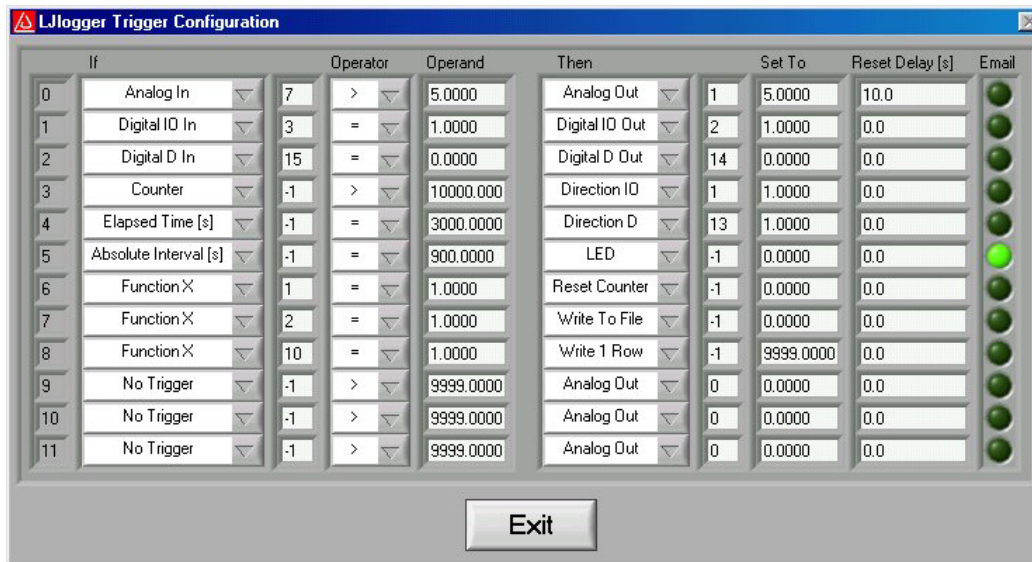 LJlogger Trigger Configuration
If Operator Operand Then Set To Reset Delay [s] Email
0 Analog In 7 > 5.0000 Analog Out 1 5.0000 10.0
1 Digital IO In 3 = 1.0000 Digital IO Out 2 1.0000 0.0
2 Digital D In 15 = 0.0000 Digital D Out 14 0.0000 0.0
3 Counter -1 > 10000.000 Direction IO 1 1.0000 0.0
4 Elapsed Time [s] -1 = 3000.0000 Direction D 13 1.0000 0.0
5 Absolute Interval [s] -1 = 900.0000 LED -1 0.0000 0.0
6 Function X 1 = 1.0000 Reset Counter -1 0.0000 0.0
7 Function X 2 = 1.0000 Write To File -1 0.0000 0.0
8 Function X 10 = 1.0000 Write 1 Row -1 9999.0000 0.0
9 No Trigger -1 > 9999.0000 Analog Out 0 0.0000 0.0
10 No Trigger -1 > 9999.0000 Analog Out 0 0.0000 0.0
11 No Trigger -1 > 9999.0000 Analog Out 0 0.0000 0.0
Exit